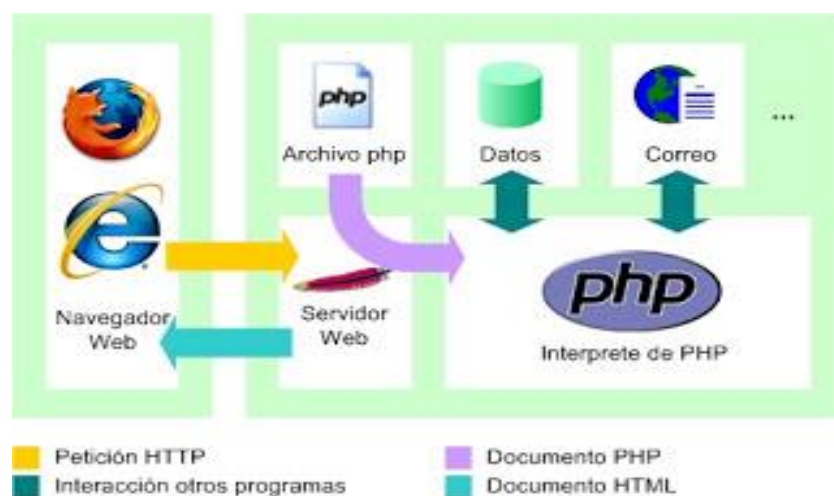 php
Archivo php
Datos
Correo
...
Navegador
Web
Servidor
Web
php
Interprete de PHP
Petición HTTP
Documento PHP
Interacción otros programas
Documento HTML